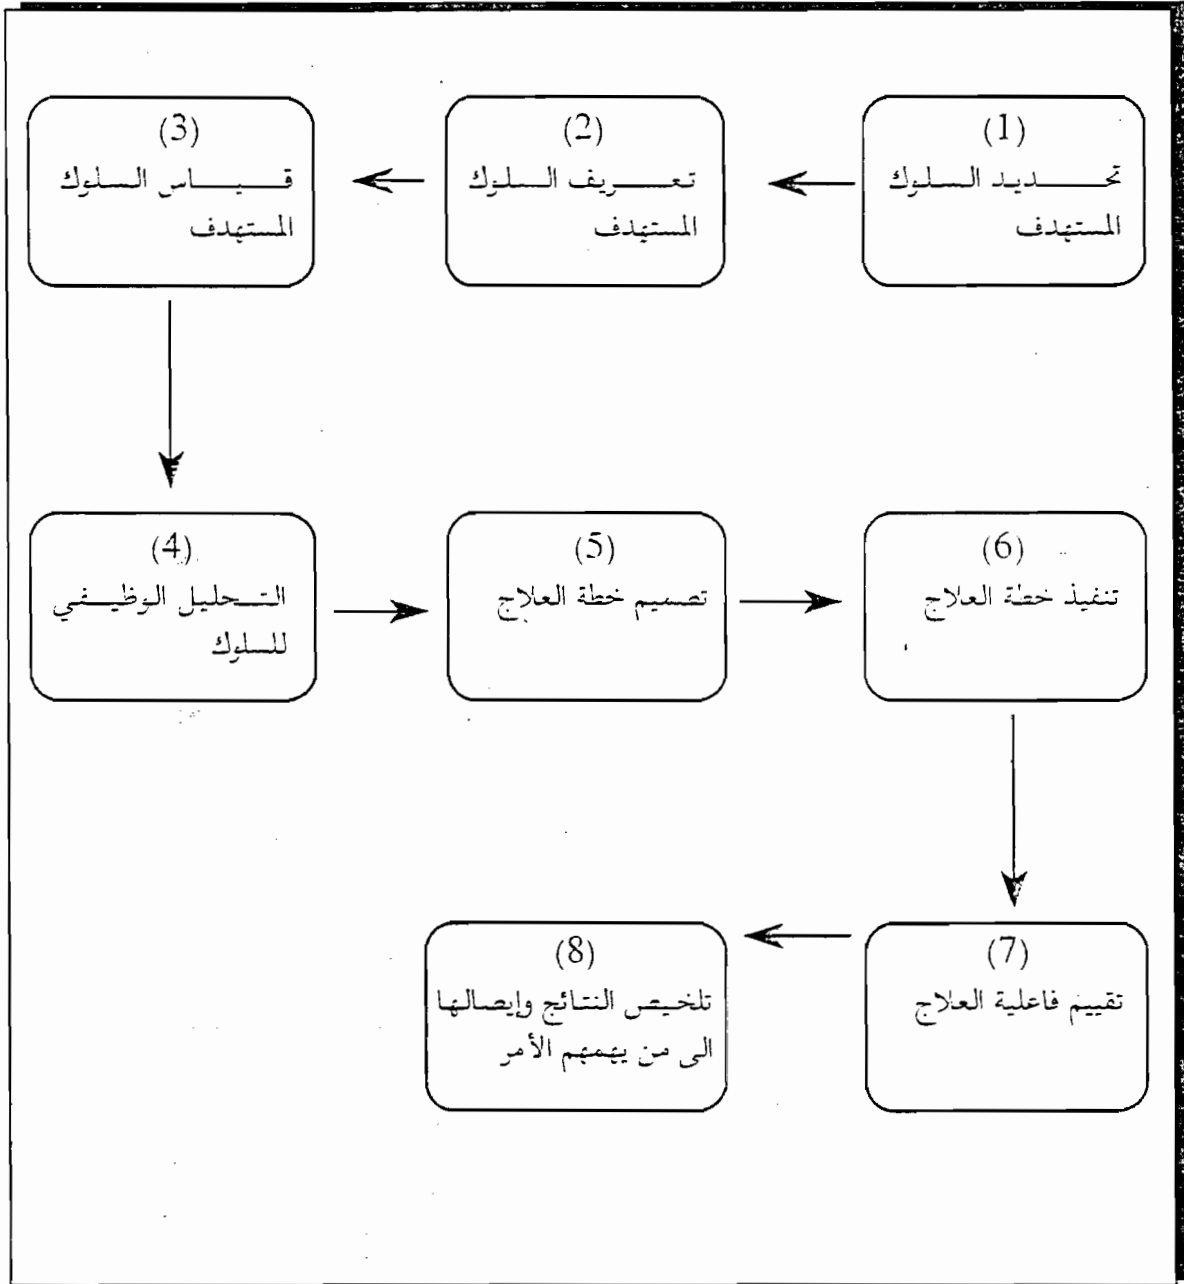 (1)
تحديد السلوك
المستهدف
(2)
تعريف السلوك
المستهدف
(3)
قياس السلوك
المستهدف
(4)
التحليل الوظيفي
للسلوك
(5)
تصميم خطة العلاج
(6)
تنفيذ خطة العلاج
(7)
تقييم فاعلية العلاج
(8)
تلخيص النتائج وإيصالها
الى من يهمهم الأمر